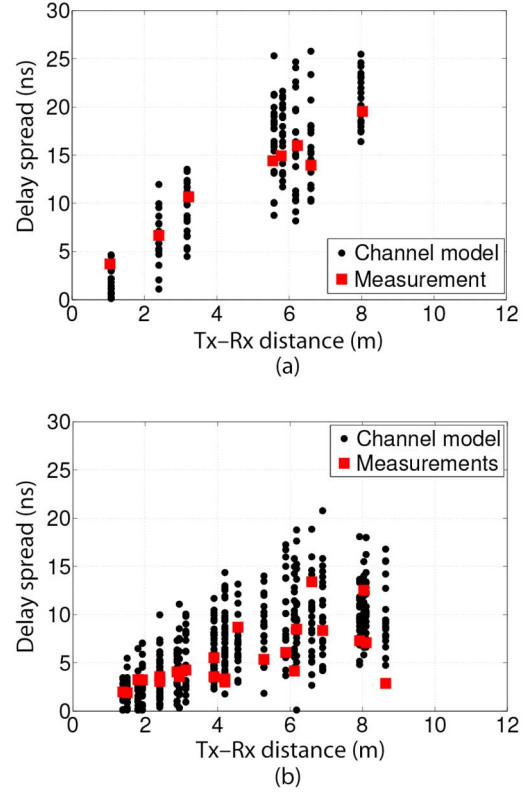 30
25
20
15
10
5
0
Delay spread (ns)
Channel model
Measurement
0 2 4 6 8 10 12
Tx–Rx distance (m)
(a)
30
25
20
15
10
5
0
Delay spread (ns)
Channel model
Measurements
0 2 4 6 8 10 12
Tx–Rx distance (m)
(b)